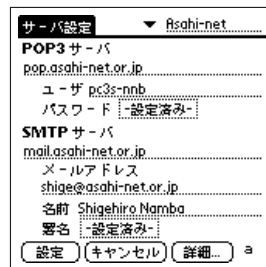 サーバ設定 ▼ Asahi-net
POP3 サーバ
pop.asahi-net.or.jp
ユーザ pc3s-nnb
パスワード -設定済み-
SMTP サーバ
mail.asahi-net.or.jp
メールアドレス
shige@asahi-net.or.jp
名前 Shigehiro Namba
署名 -設定済み-
設定 キャンセル 詳細... a